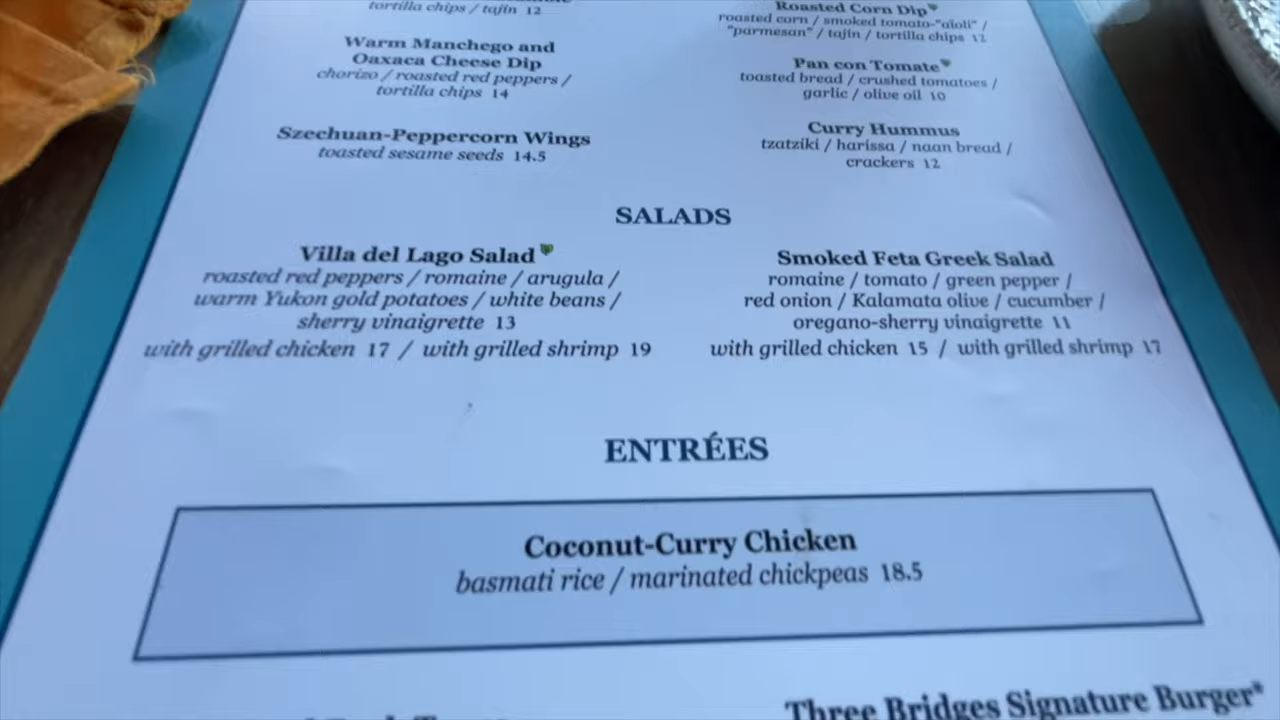 tortilla chips / tajin 12
Warm Manchego and
Oaxaca Cheese Dip
chorizo / roasted red peppers /
tortilla chips 14
Szechuan-Peppercorn Wings
toasted sesame seeds 14.5
Roasted Corn Dip
roasted corn / smoked tomato-"aioli" /
"parmesan" / tajin / tortilla chips 12
Pan con Tomate
toasted bread / crushed tomatoes /
garlic / olive oil 10
Curry Hummus
tzatziki / harissa / naan bread /
crackers 12
SALADS
Villa del Lago Salad
roasted red peppers / romaine / arugula /
warm Yukon gold potatoes / white beans /
sherry vinaigrette 13
with grilled chicken 17 / with grilled shrimp 19
Smoked Feta Greek Salad
romaine / tomato / green pepper /
red onion / Kalamata olive / cucumber /
oregano-sherry vinaigrette 11
with grilled chicken 15 / with grilled shrimp 17
ENTRÉES
Coconut-Curry Chicken
basmati rice / marinated chickpeas 18.5
Three Bridges Signature Burger*